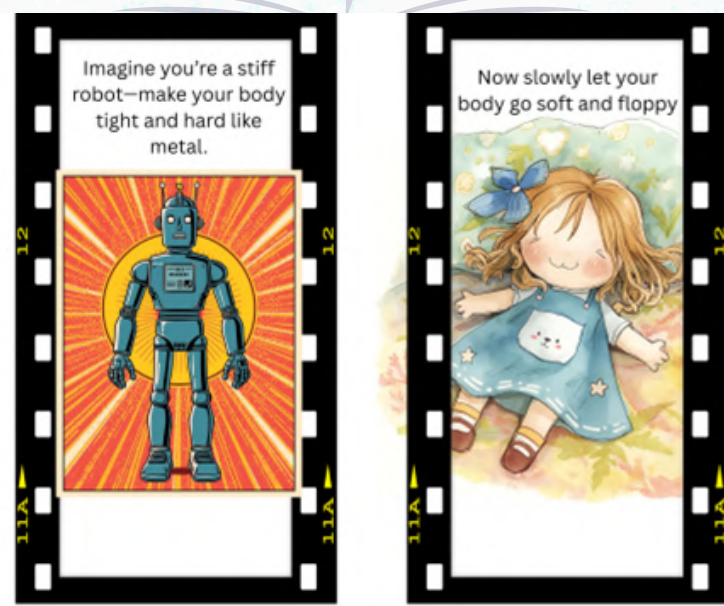 Imagine you're a stiff
robot—make your body
tight and hard like
metal.
12
12
11A
11A
Now slowly let your
body go soft and floppy
12
12
11A
11A